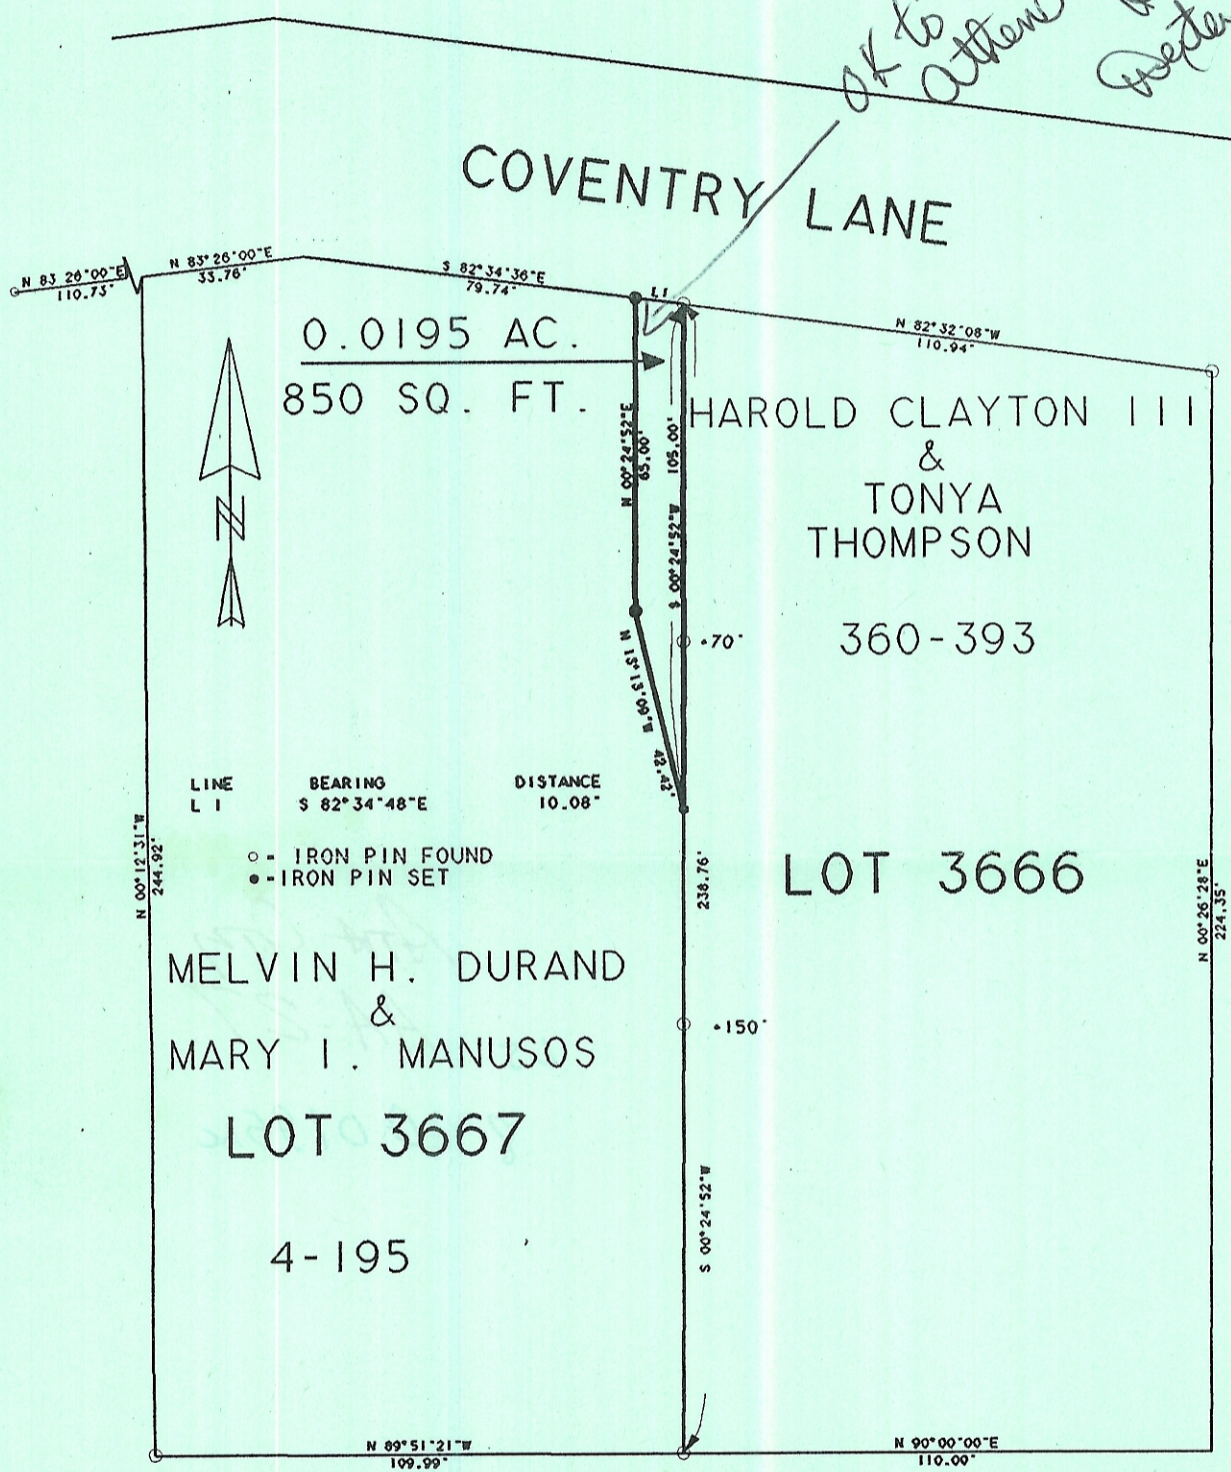 OK to
Athens
COVENTRY LANE
N 83 26'00"E
110.73'
N 83°26'00"E
33.76'
S 82°34'36"E
79.74'
L1
N 82°32'08"W
110.94'
0.0195 AC.
850 SQ. FT.
N 00°24'52"E
65.00'
S 00°24'52"W 105.00'
HAROLD CLAYTON III
&
TONYA
THOMPSON
360-393
N
•70'
N 13°13'09"W 42.42'
LINE BEARING DISTANCE
L 1 S 82°34'48"E 10.08'
○ - IRON PIN FOUND
● - IRON PIN SET
N 00°12'31"W
244.92'
238.76'
LOT 3666
N 00°26'28"E
224.35'
MELVIN H. DURAND
&
MARY I. MANUSOS
•150'
LOT 3667
S 00°24'52"W
4-195
N 89°51'21"W
109.99'
N 90°00'00"E
110.00'